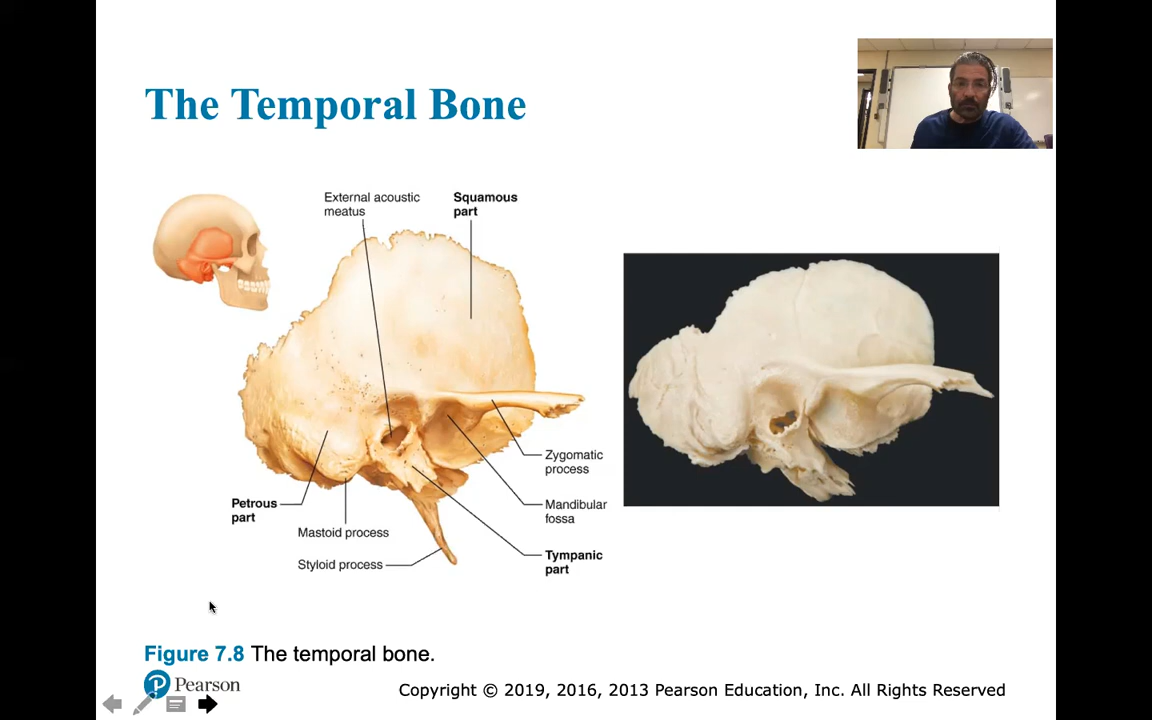 The Temporal Bone
External acoustic
meatus
Squamous
part
Zygomatic
process
Petrous
part
Mandibular
fossa
Mastoid process
Tympanic
part
Styloid process
Figure 7.8 The temporal bone.
Pearson
Copyright © 2019, 2016, 2013 Pearson Education, Inc. All Rights Reserved